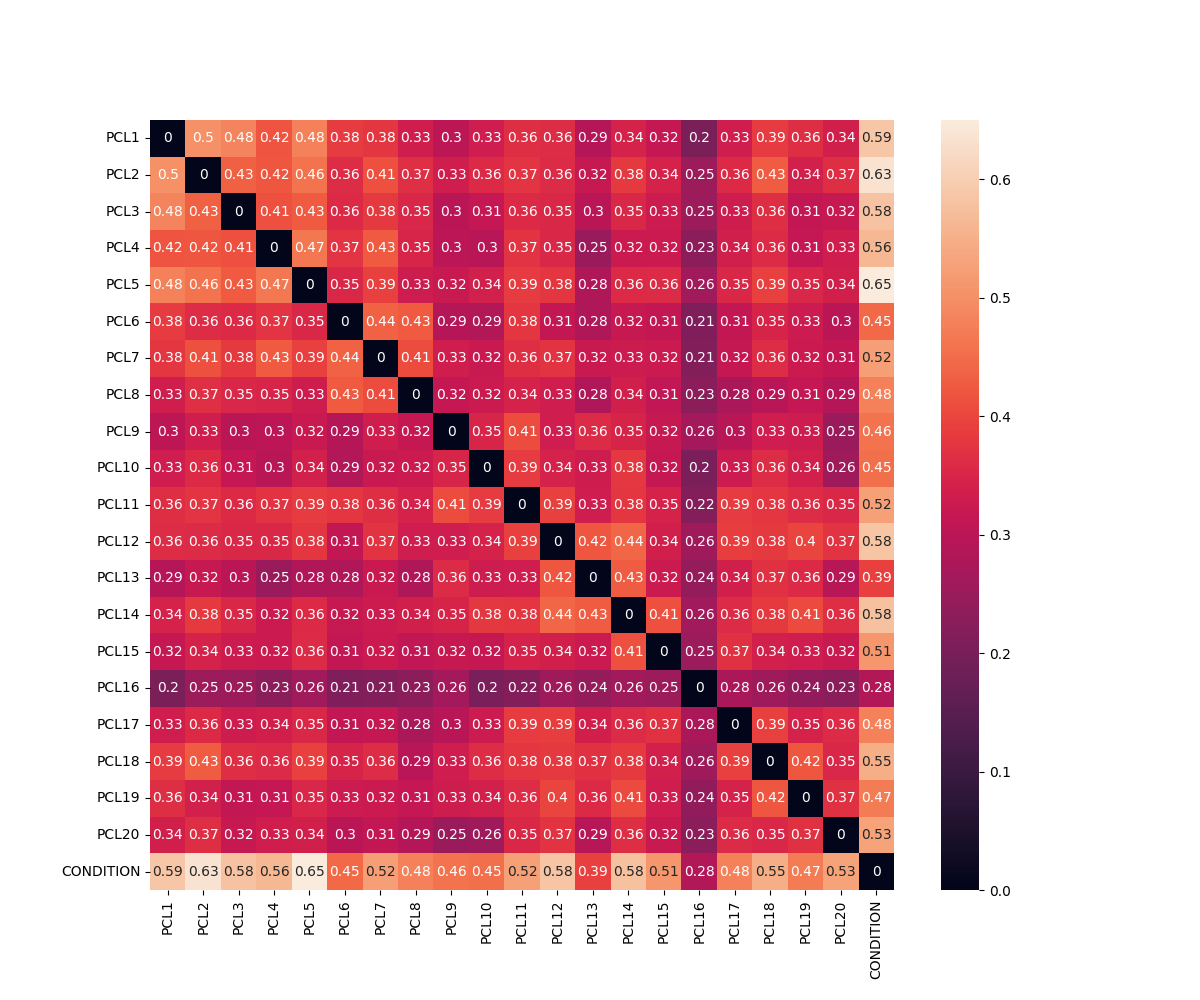 PCL1 0 0.5 0.48 0.42 0.48 0.38 0.38 0.33 0.3 0.33 0.36 0.36 0.29 0.34 0.32 0.2 0.33 0.39 0.36 0.34 0.59
PCL2 0.5 0 0.43 0.42 0.46 0.36 0.41 0.37 0.33 0.36 0.37 0.36 0.32 0.38 0.34 0.25 0.36 0.43 0.34 0.37 0.63
PCL3 0.48 0.43 0 0.41 0.43 0.36 0.38 0.35 0.3 0.31 0.36 0.35 0.3 0.35 0.33 0.25 0.33 0.36 0.31 0.32 0.58
PCL4 0.42 0.42 0.41 0 0.47 0.37 0.43 0.35 0.3 0.3 0.37 0.35 0.25 0.32 0.32 0.23 0.34 0.36 0.31 0.33 0.56
PCL5 0.48 0.46 0.43 0.47 0 0.35 0.39 0.33 0.32 0.34 0.39 0.38 0.28 0.36 0.36 0.26 0.35 0.39 0.35 0.34 0.65
PCL6 0.38 0.36 0.36 0.37 0.35 0 0.44 0.43 0.29 0.29 0.38 0.31 0.28 0.32 0.31 0.21 0.31 0.35 0.33 0.3 0.45
PCL7 0.38 0.41 0.38 0.43 0.39 0.44 0 0.41 0.33 0.32 0.36 0.37 0.32 0.33 0.32 0.21 0.32 0.36 0.32 0.31 0.52
PCL8 0.33 0.37 0.35 0.35 0.33 0.43 0.41 0 0.32 0.32 0.34 0.33 0.28 0.34 0.31 0.23 0.28 0.29 0.31 0.29 0.48
PCL9 0.3 0.33 0.3 0.3 0.32 0.29 0.33 0.32 0 0.35 0.41 0.33 0.36 0.35 0.32 0.26 0.3 0.33 0.33 0.25 0.46
PCL10 0.33 0.36 0.31 0.3 0.34 0.29 0.32 0.32 0.35 0 0.39 0.34 0.33 0.38 0.32 0.2 0.33 0.36 0.34 0.26 0.45
PCL11 0.36 0.37 0.36 0.37 0.39 0.38 0.36 0.34 0.41 0.39 0 0.39 0.33 0.38 0.35 0.22 0.39 0.38 0.36 0.35 0.52
PCL12 0.36 0.36 0.35 0.35 0.38 0.31 0.37 0.33 0.33 0.34 0.39 0 0.42 0.44 0.34 0.26 0.39 0.38 0.4 0.37 0.58
PCL13 0.29 0.32 0.3 0.25 0.28 0.28 0.32 0.28 0.36 0.33 0.33 0.42 0 0.43 0.32 0.24 0.34 0.37 0.36 0.29 0.39
PCL14 0.34 0.38 0.35 0.32 0.36 0.32 0.33 0.34 0.35 0.38 0.38 0.44 0.43 0 0.41 0.26 0.36 0.38 0.41 0.36 0.58
PCL15 0.32 0.34 0.33 0.32 0.36 0.31 0.32 0.31 0.32 0.32 0.35 0.34 0.32 0.41 0 0.25 0.37 0.34 0.33 0.32 0.51
PCL16 0.2 0.25 0.25 0.23 0.26 0.21 0.21 0.23 0.26 0.2 0.22 0.26 0.24 0.26 0.25 0 0.28 0.26 0.24 0.23 0.28
PCL17 0.33 0.36 0.33 0.34 0.35 0.31 0.32 0.28 0.3 0.33 0.39 0.39 0.34 0.36 0.37 0.28 0 0.39 0.35 0.36 0.48
PCL18 0.39 0.43 0.36 0.36 0.39 0.35 0.36 0.29 0.33 0.36 0.38 0.38 0.37 0.38 0.34 0.26 0.39 0 0.42 0.35 0.55
PCL19 0.36 0.34 0.31 0.31 0.35 0.33 0.32 0.31 0.33 0.34 0.36 0.4 0.36 0.41 0.33 0.24 0.35 0.42 0 0.37 0.47
PCL20 0.34 0.37 0.32 0.33 0.34 0.3 0.31 0.29 0.25 0.26 0.35 0.37 0.29 0.36 0.32 0.23 0.36 0.35 0.37 0 0.53
CONDITION 0.59 0.63 0.58 0.56 0.65 0.45 0.52 0.48 0.46 0.45 0.52 0.58 0.39 0.58 0.51 0.28 0.48 0.55 0.47 0.53 0
PCL1 PCL2 PCL3 PCL4 PCL5 PCL6 PCL7 PCL8 PCL9 PCL10 PCL11 PCL12 PCL13 PCL14 PCL15 PCL16 PCL17 PCL18 PCL19 PCL20 CONDITION
0.6
0.5
0.4
0.3
0.2
0.1
0.0